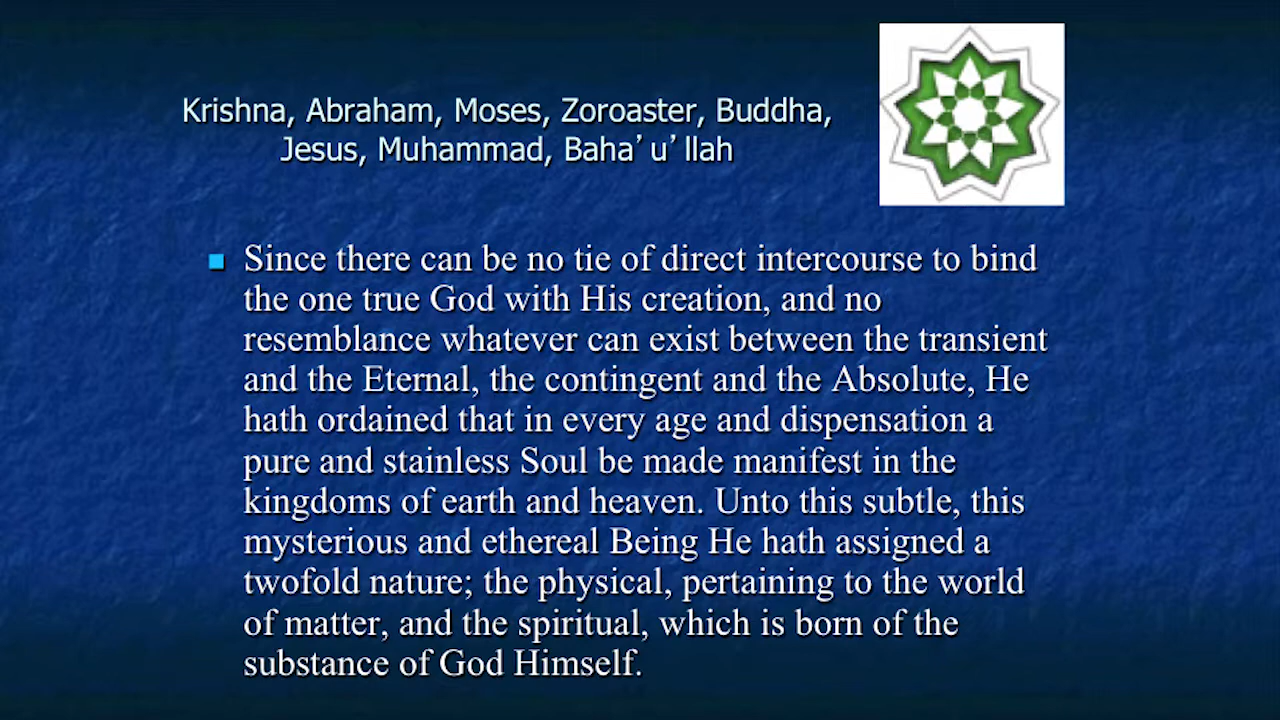 Krishna, Abraham, Moses, Zoroaster, Buddha,
Jesus, Muhammad, Baha’u’llah
Since there can be no tie of direct intercourse to bind
the one true God with His creation, and no
resemblance whatever can exist between the transient
and the Eternal, the contingent and the Absolute, He
hath ordained that in every age and dispensation a
pure and stainless Soul be made manifest in the
kingdoms of earth and heaven. Unto this subtle, this
mysterious and ethereal Being He hath assigned a
twofold nature; the physical, pertaining to the world
of matter, and the spiritual, which is born of the
substance of God Himself.